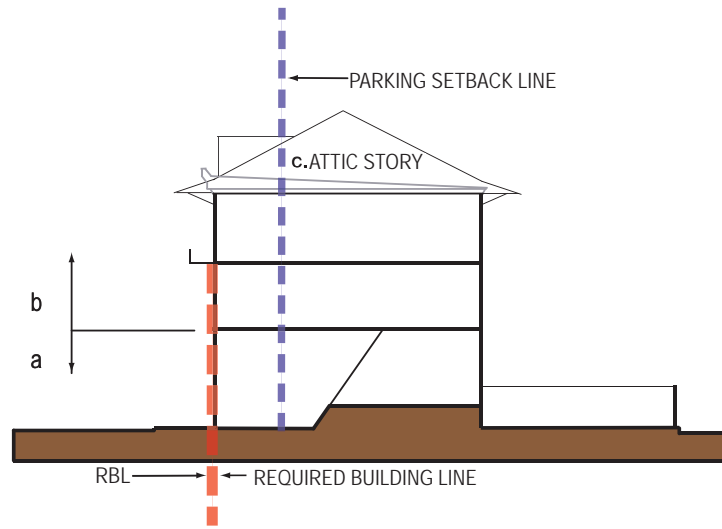 PARKING SETBACK LINE
c.ATTIC STORY
b
a
RBL REQUIRED BUILDING LINE